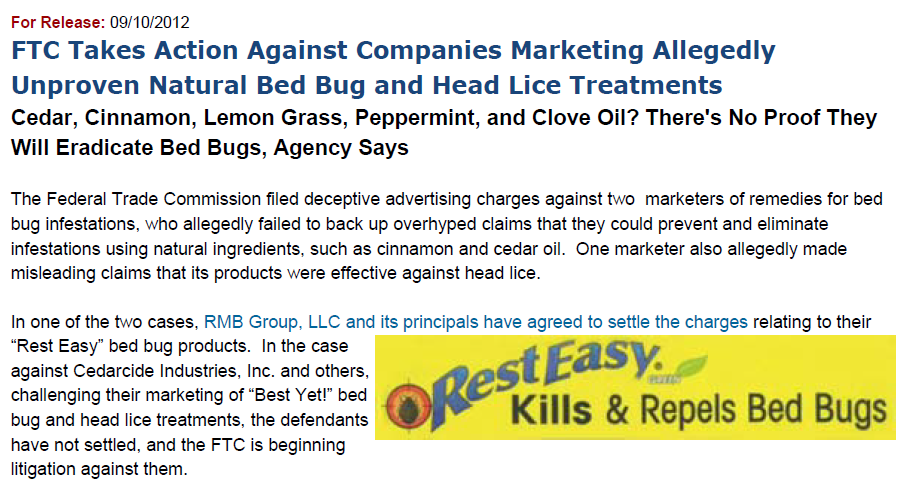 For Release: 09/10/2012
FTC Takes Action Against Companies Marketing Allegedly
Unproven Natural Bed Bug and Head Lice Treatments
Cedar, Cinnamon, Lemon Grass, Peppermint, and Clove Oil? There's No Proof They
Will Eradicate Bed Bugs, Agency Says
The Federal Trade Commission filed deceptive advertising charges against two  marketers of remedies for bed
bug infestations, who allegedly failed to back up overhyped claims that they could prevent and eliminate
infestations using natural ingredients, such as cinnamon and cedar oil.  One marketer also allegedly made
misleading claims that its products were effective against head lice.
In one of the two cases, RMB Group, LLC and its principals have agreed to settle the charges relating to their
“Rest Easy” bed bug products.  In the case
against Cedarcide Industries, Inc. and others,
challenging their marketing of “Best Yet!” bed
bug and head lice treatments, the defendants
have not settled, and the FTC is beginning
litigation against them.
RestEasy.
GREEN
Kills & Repels Bed Bugs